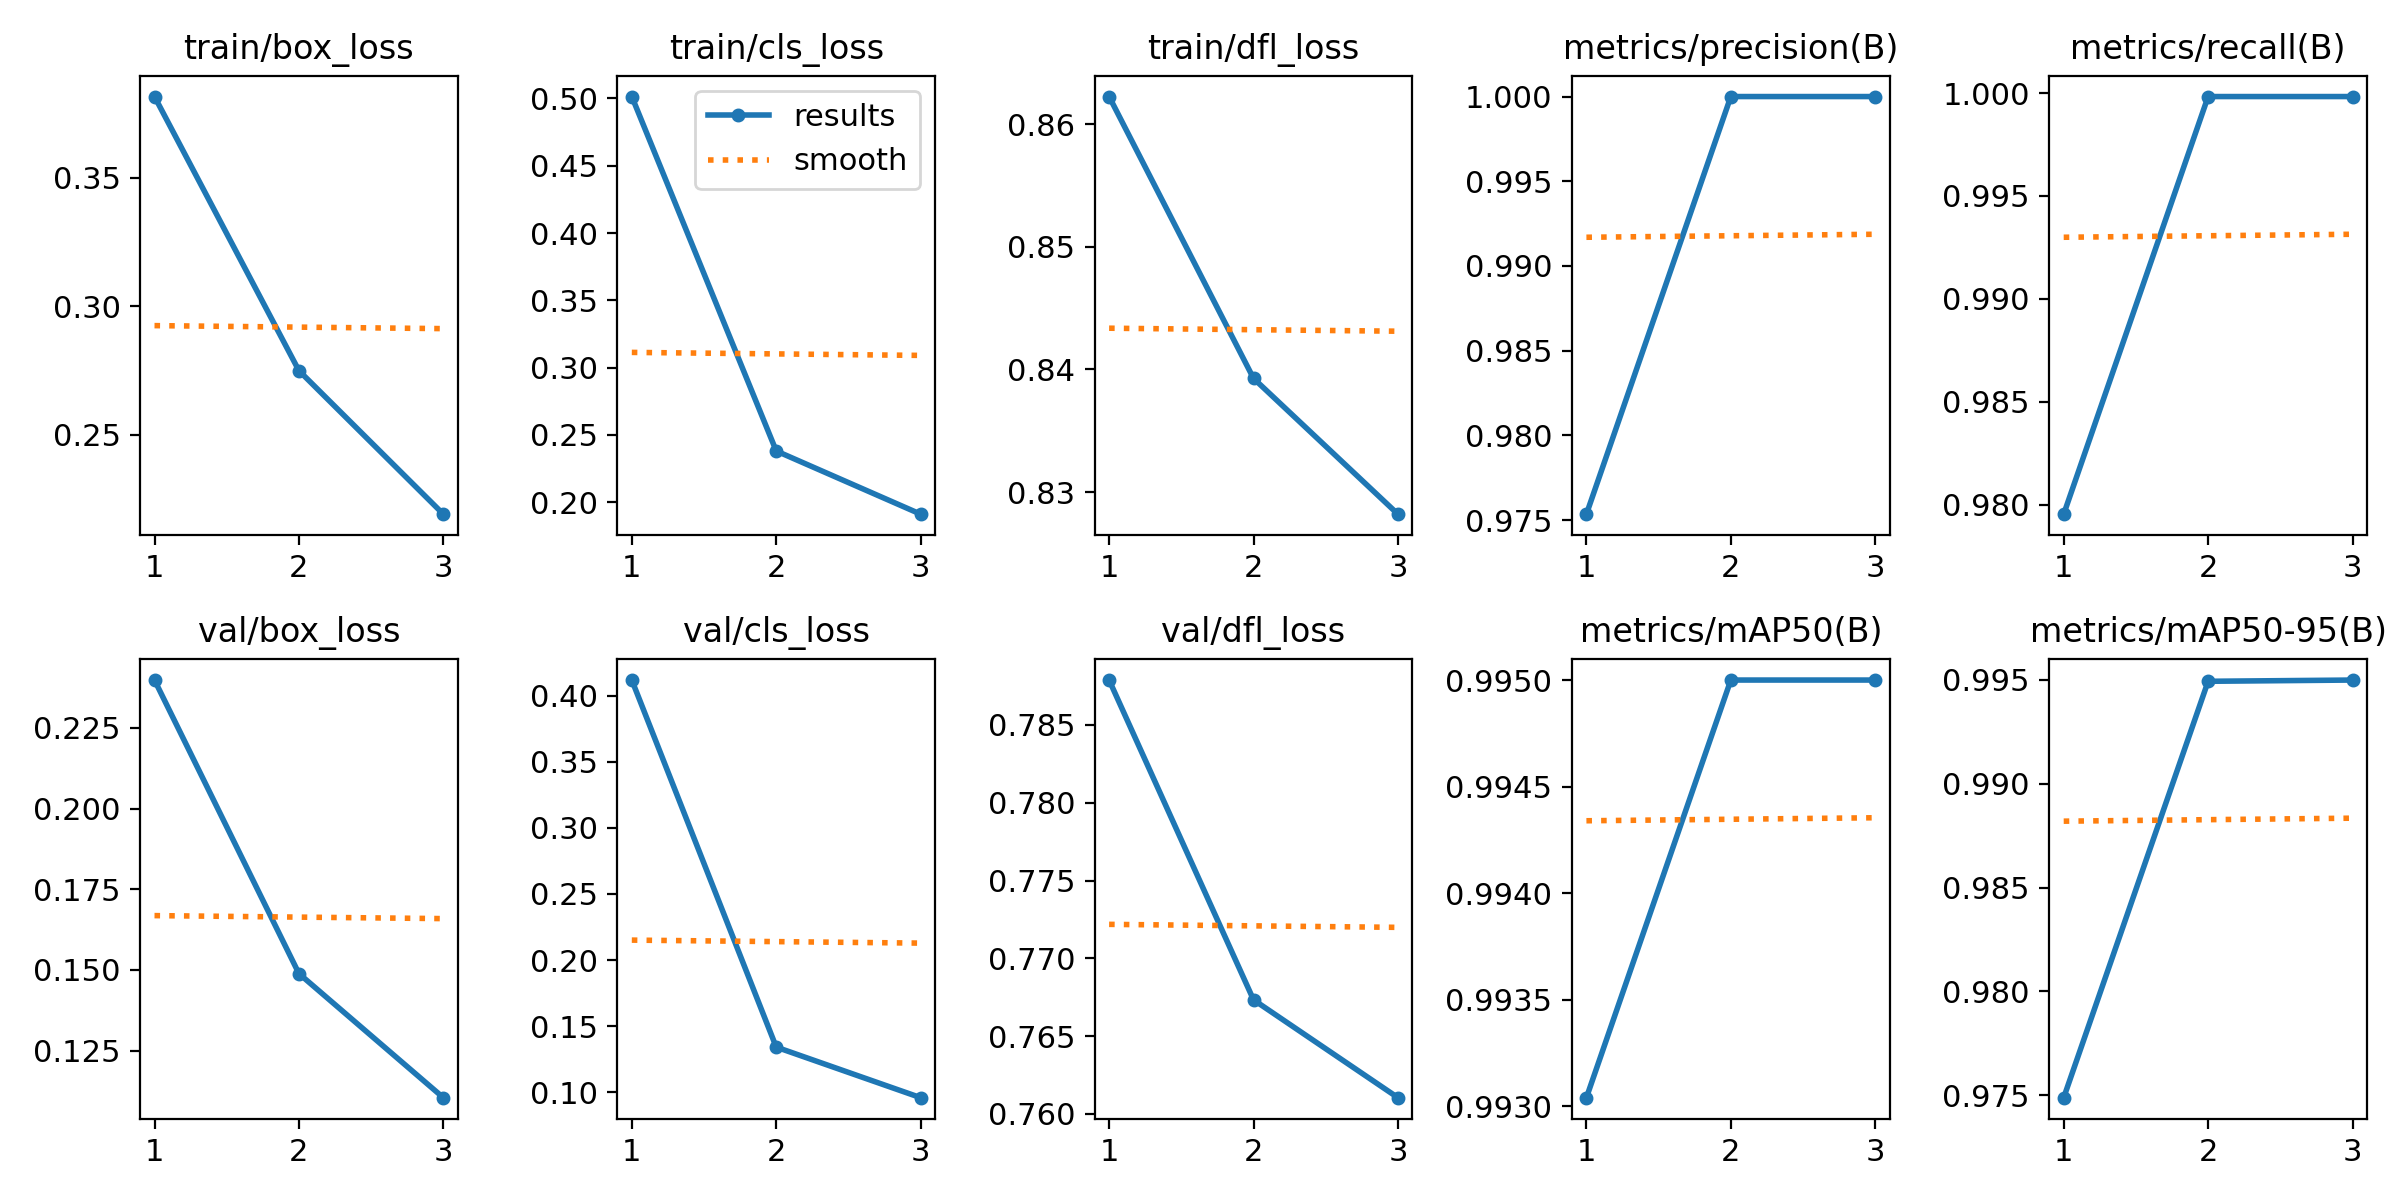 train/box_loss
0.35
0.30
0.25
1 2 3
train/cls_loss
results
smooth
0.50
0.45
0.40
0.35
0.30
0.25
0.20
1 2 3
train/dfl_loss
0.86
0.85
0.84
0.83
1 2 3
metrics/precision(B)
1.000
0.995
0.990
0.985
0.980
0.975
1 2 3
metrics/recall(B)
1.000
0.995
0.990
0.985
0.980
1 2 3
val/box_loss
0.225
0.200
0.175
0.150
0.125
1 2 3
val/cls_loss
0.40
0.35
0.30
0.25
0.20
0.15
0.10
1 2 3
val/dfl_loss
0.785
0.780
0.775
0.770
0.765
0.760
1 2 3
metrics/mAP50(B)
0.9950
0.9945
0.9940
0.9935
0.9930
1 2 3
metrics/mAP50-95(B)
0.995
0.990
0.985
0.980
0.975
1 2 3